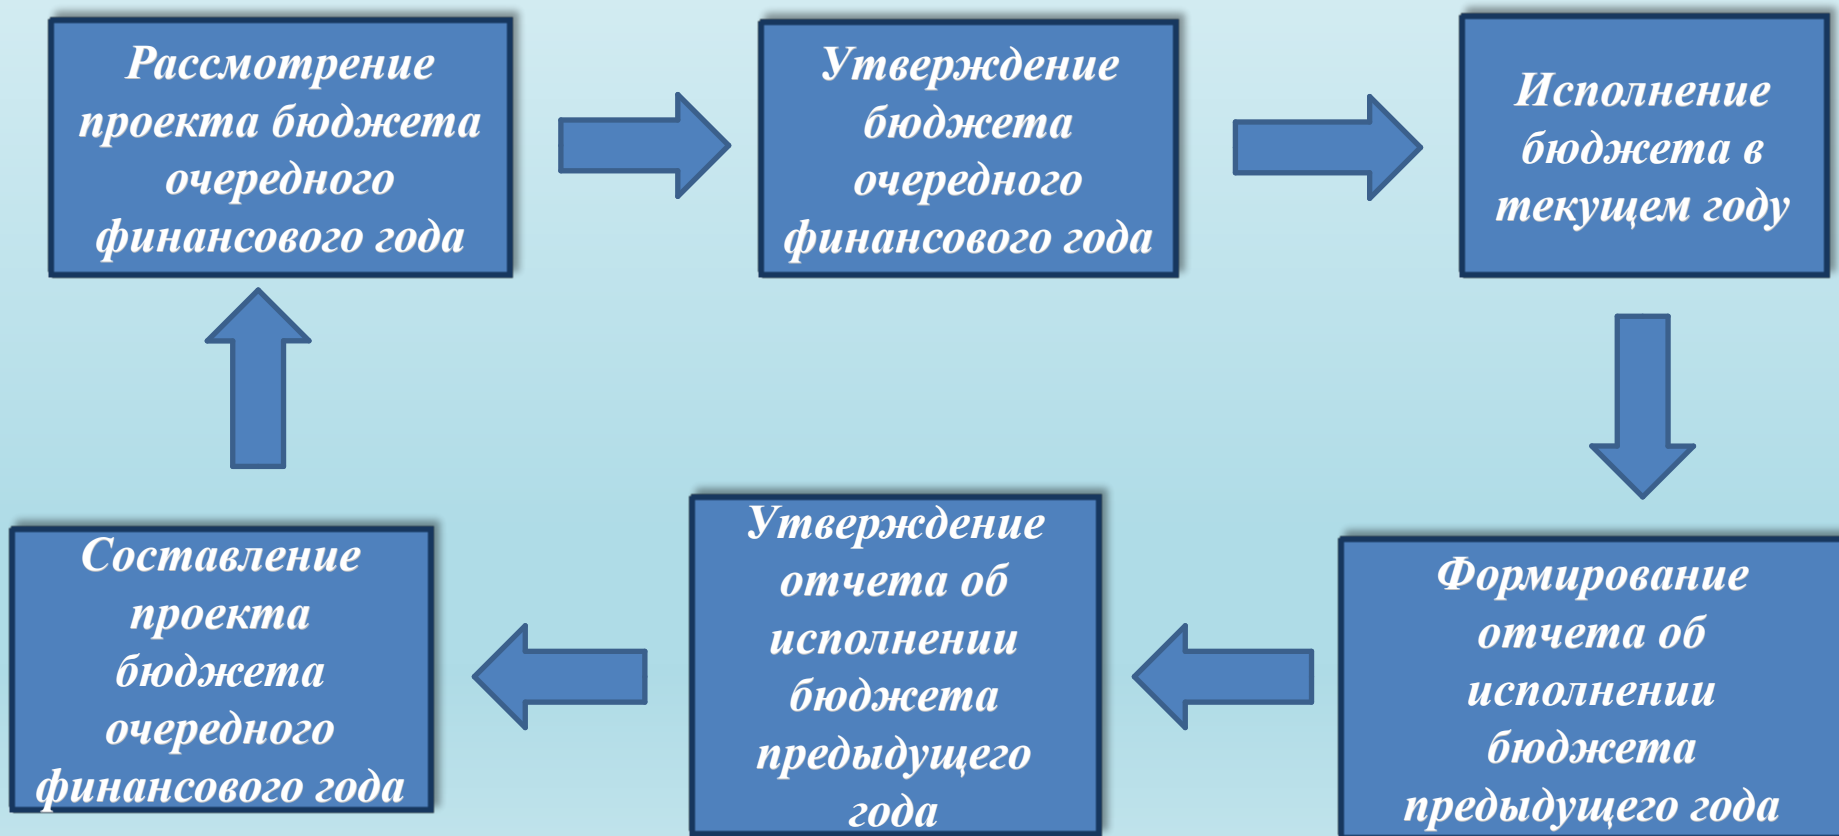 Рассмотрение
проекта бюджета
очередного
финансового года
Утверждение
бюджета
очередного
финансового года
Исполнение
бюджета в
текущем году
Составление
проекта
бюджета
очередного
финансового года
Утверждение
отчета об
исполнении
бюджета
предыдущего
года
Формирование
отчета об
исполнении
бюджета
предыдущего года